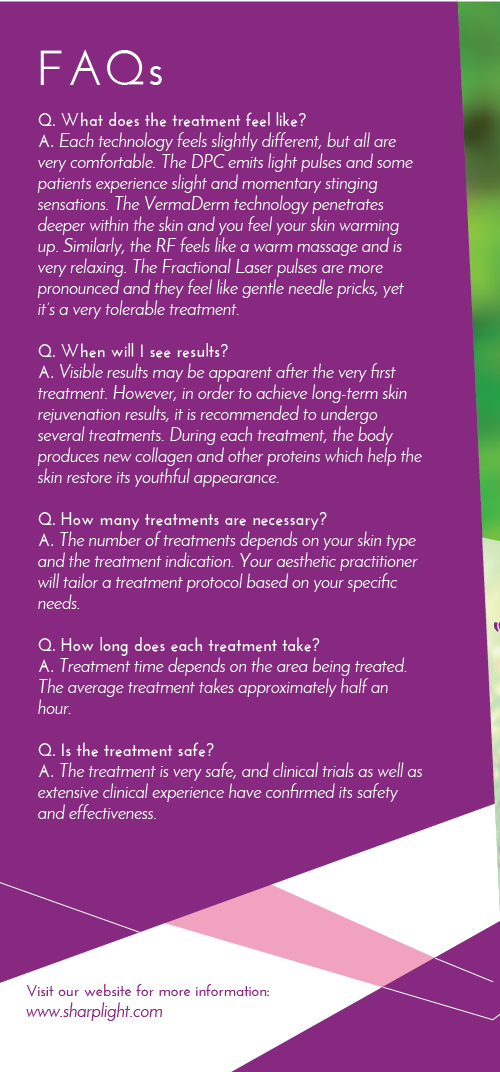 FAQs
Q. What does the treatment feel like?
A. Each technology feels slightly different, but all are
very comfortable. The DPC emits light pulses and some
patients experience slight and momentary stinging
sensations. The VermaDerm technology penetrates
deeper within the skin and you feel your skin warming
up. Similarly, the RF feels like a warm massage and is
very relaxing. The Fractional Laser pulses are more
pronounced and they feel like gentle needle pricks, yet
it's a very tolerable treatment.
Q. When will I see results?
A. Visible results may be apparent after the very first
treatment. However, in order to achieve long-term skin
rejuvenation results, it is recommended to undergo
several treatments. During each treatment, the body
produces new collagen and other proteins which help the
skin restore its youthful appearance.
Q. How many treatments are necessary?
A. The number of treatments depends on your skin type
and the treatment indication. Your aesthetic practitioner
will tailor a treatment protocol based on your specific
needs.
Q. How long does each treatment take?
A. Treatment time depends on the area being treated.
The average treatment takes approximately half an
hour.
Q. Is the treatment safe?
A. The treatment is very safe, and clinical trials as well as
extensive clinical experience have confirmed its safety
and effectiveness.
Visit our website for more information:
www.sharplight.com